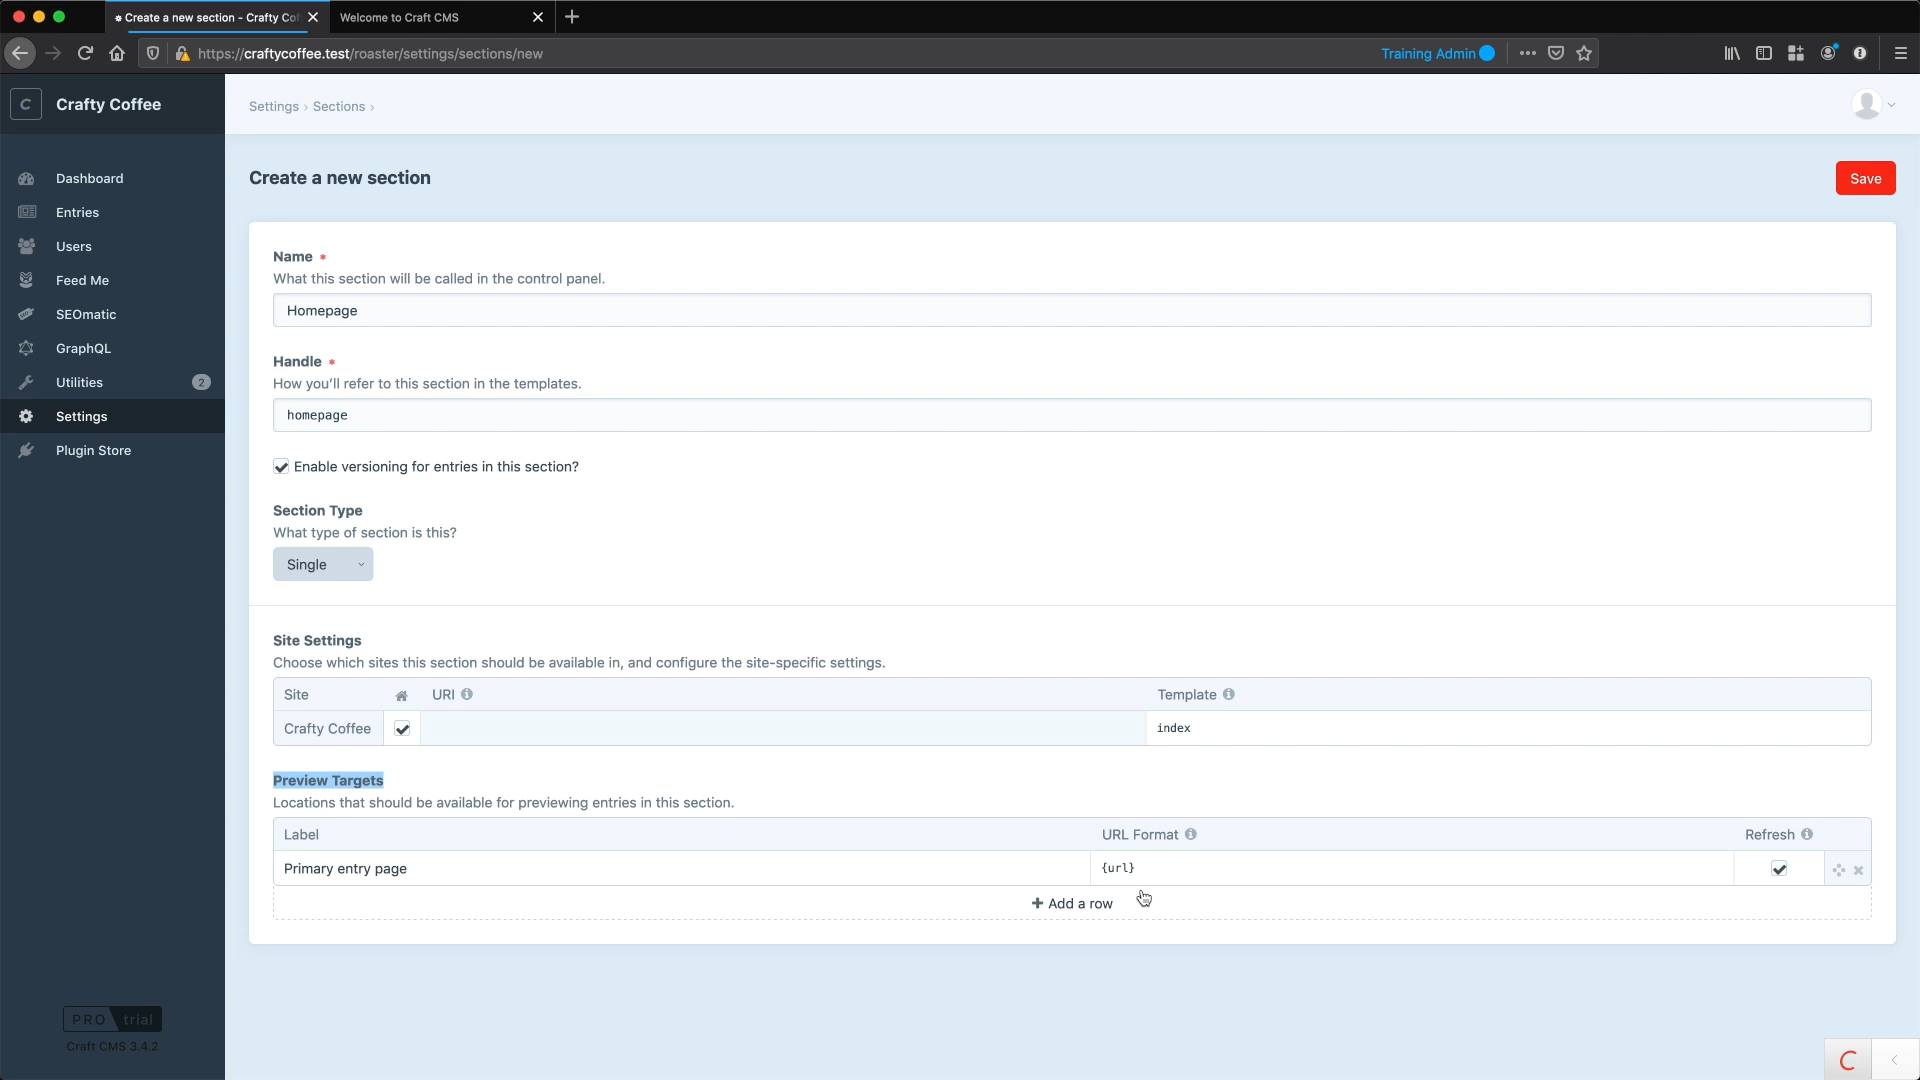 Create a new section - Crafty Cof
Welcome to Craft CMS
https://craftycoffee.test/roaster/settings/sections/new
Training Admin
C
Crafty Coffee
Settings › Sections ›
Dashboard
Entries
Users
Feed Me
SEOmatic
GraphQL
Utilities
2
Settings
Plugin Store
PRO trial
Craft CMS 3.4.2
Create a new section
Save
Name *
What this section will be called in the control panel.
Homepage
Handle *
How you'll refer to this section in the templates.
homepage
Enable versioning for entries in this section?
Section Type
What type of section is this?
Single
Site Settings
Choose which sites this section should be available in, and configure the site-specific settings.
Site URI Template
Crafty Coffee index
Preview Targets
Locations that should be available for previewing entries in this section.
Label URL Format Refresh
Primary entry page {url}
+ Add a row
C